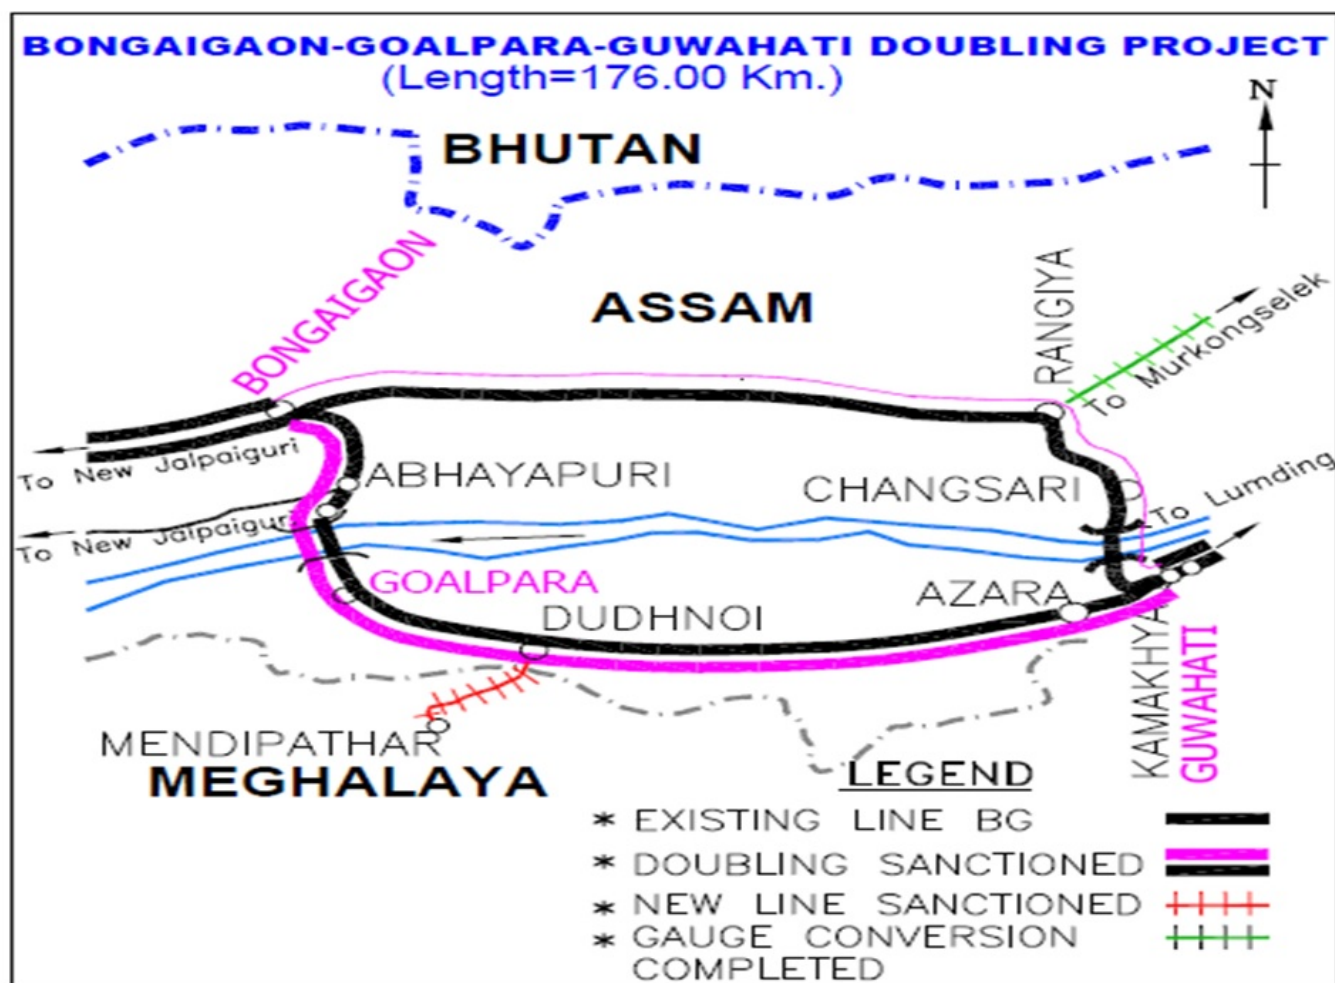 BONGAIGAON-GOALPARA-GUWAHATI DOUBLING PROJECT
(Length=176.00 Km.)
N
BHUTAN
BONGAIGAON
ASSAM
RANGIYA
To Murkongselek
To New Jalpaiguri
ABHAYAPURI
CHANGSARI
To Lumding
To New Jalpaiguri
GOALPARA
DUDHNOI
AZARA
KAMAKHYA
GUWAHATI
MENDIPATHAR
MEGHALAYA
LEGEND
* EXISTING LINE BG
* DOUBLING SANCTIONED
* NEW LINE SANCTIONED
* GAUGE CONVERSION
COMPLETED